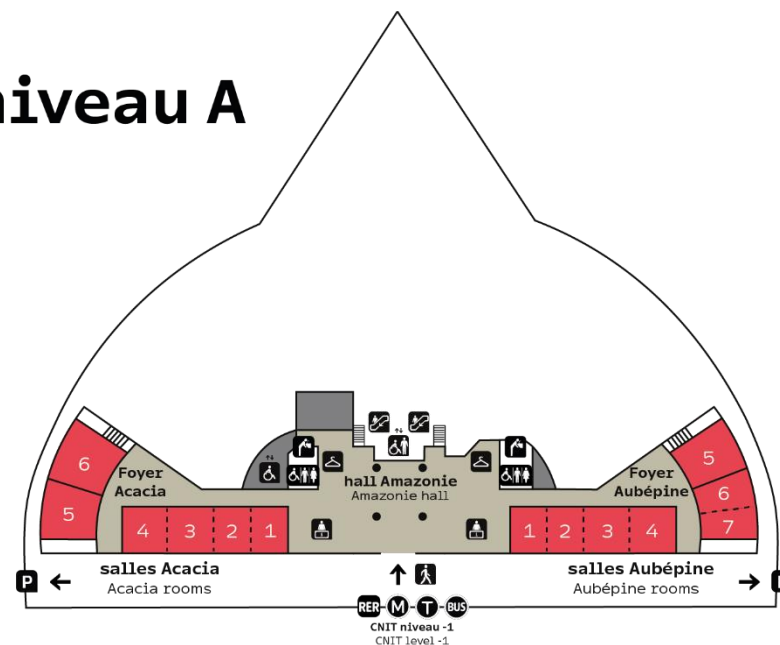 niveau A
6
5
Foyer
Acacia
hall Amazonie
Amazonie hall
Foyer
Aubépine
5
6
7
4 3 2 1
1 2 3 4
P
salles Acacia
Acacia rooms
salles Aubépine
Aubépine rooms
RER M T BUS
CNIT niveau -1
CNIT level -1